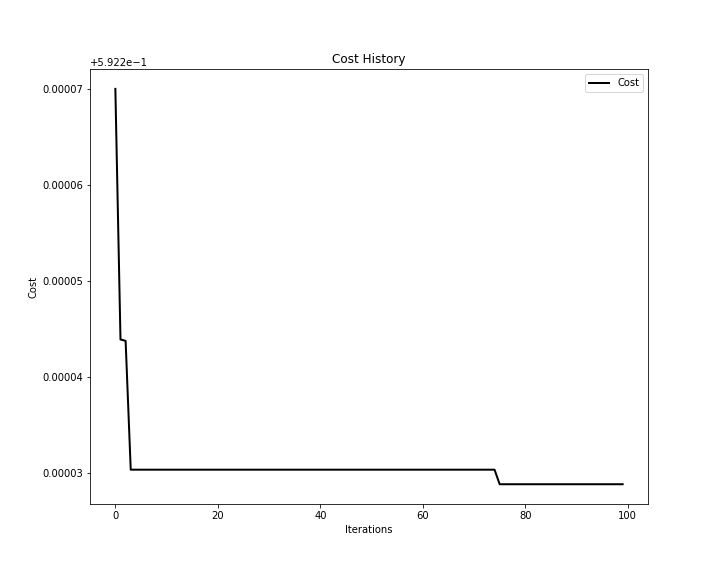 Cost History
+5.922e−1
Cost
0.00007
0.00006
0.00005
0.00004
0.00003
Cost
0 20 40 60 80 100
Iterations